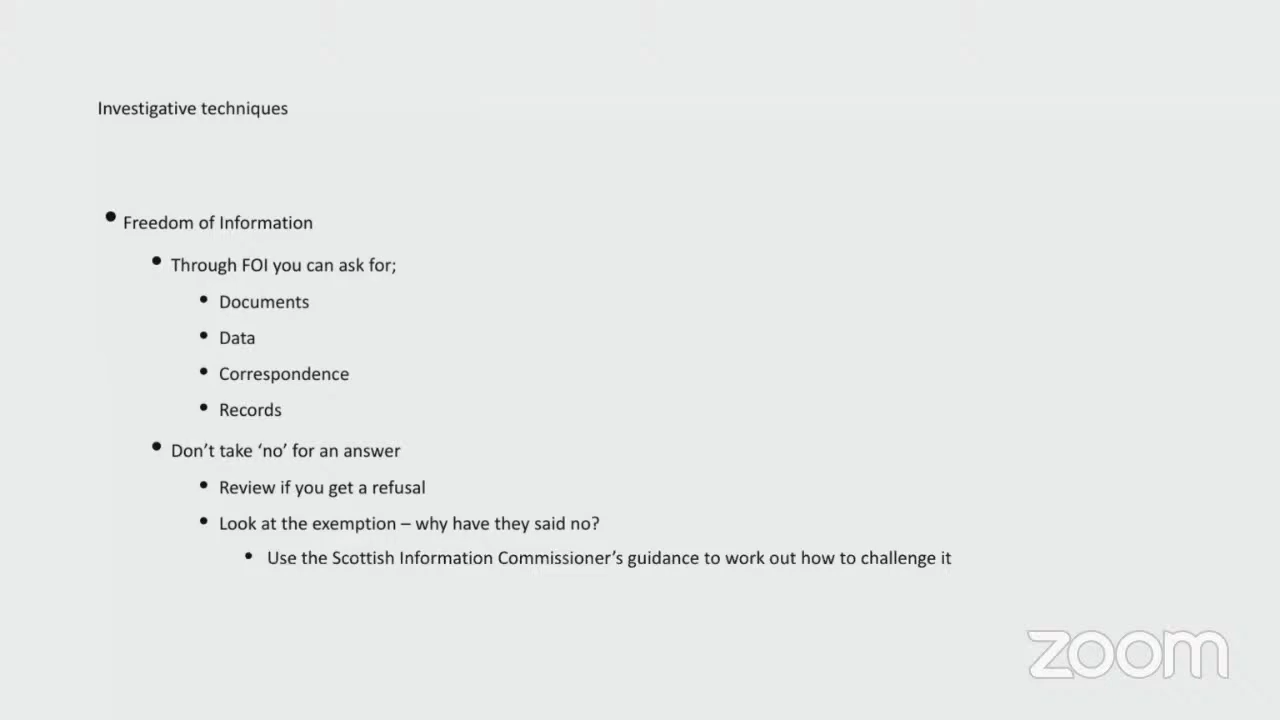 Investigative techniques
• Freedom of Information
• Through FOI you can ask for;
• Documents
• Data
• Correspondence
• Records
• Don’t take ‘no’ for an answer
• Review if you get a refusal
• Look at the exemption – why have they said no?
• Use the Scottish Information Commissioner’s guidance to work out how to challenge it
zoom